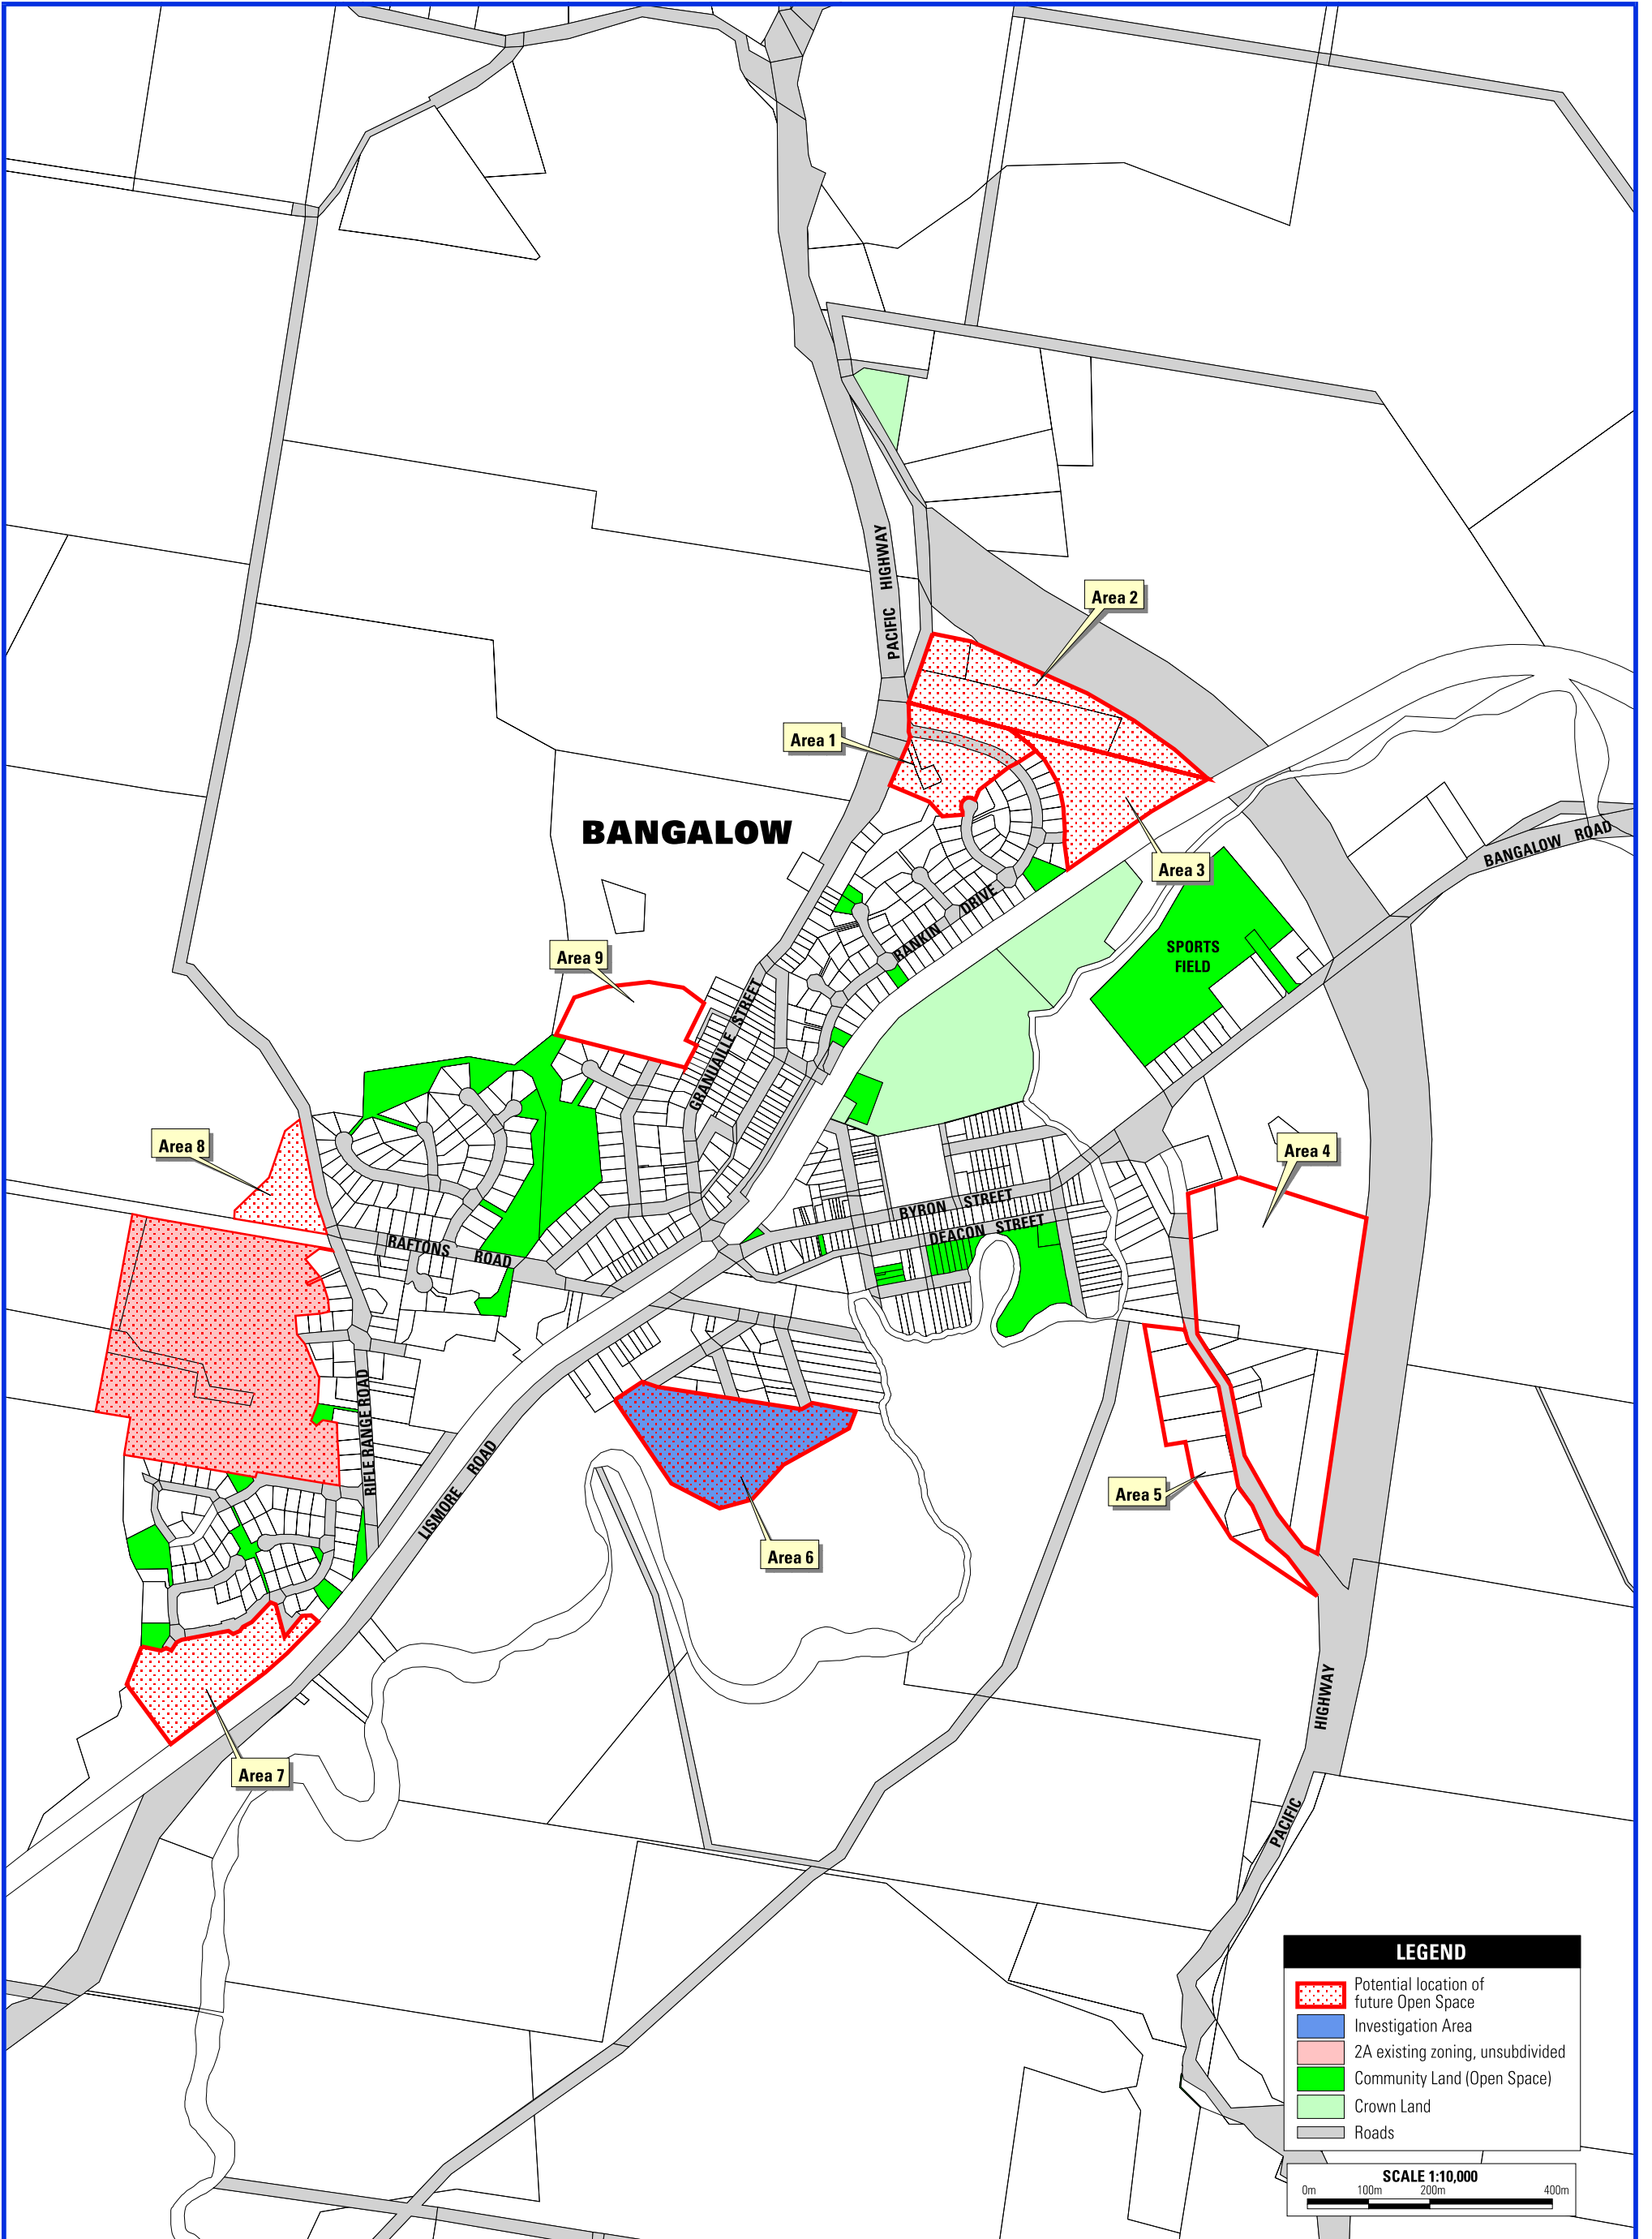 PACIFIC HIGHWAY
Area 2
Area 1
BANGALOW
BANGALOW ROAD
Area 3
RANKIN DRIVE
SPORTS
FIELD
Area 9
GRANUAILLE STREET
Area 8
Area 4
BYRON STREET
DEACON STREET
RAFTONS ROAD
RIFLE RANGE ROAD
LISMORE ROAD
Area 5
Area 6
Area 7
PACIFIC HIGHWAY
LEGEND
Potential location of
future Open Space
Investigation Area
2A existing zoning, unsubdivided
Community Land (Open Space)
Crown Land
Roads
SCALE 1:10,000
0m 100m 200m 400m